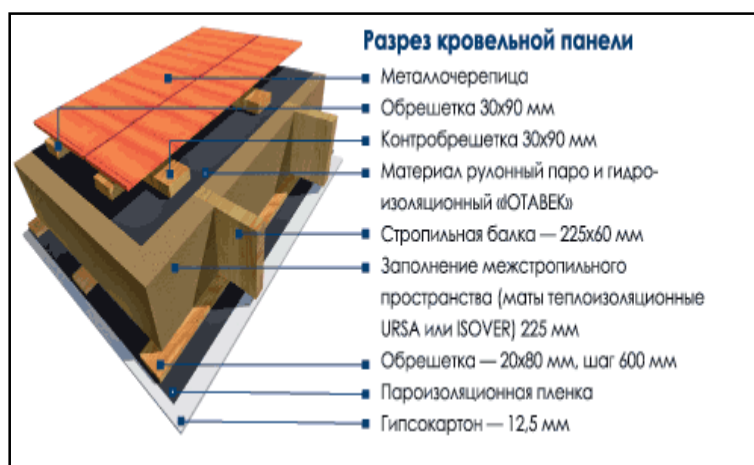 Разрез кровельной панели
Металлочерепица
Обрешетка 30х90 мм
Контробрешетка 30х90 мм
Материал рулонный паро и гидро-
изоляционный «ЮТАВЕК»
Стропильная балка — 225х60 мм
Заполнение межстропильного
пространства (маты теплоизоляционные
URSA или ISOVER) 225 мм
Обрешетка — 20х80 мм, шаг 600 мм
Пароизоляционная пленка
Гипсокартон — 12,5 мм